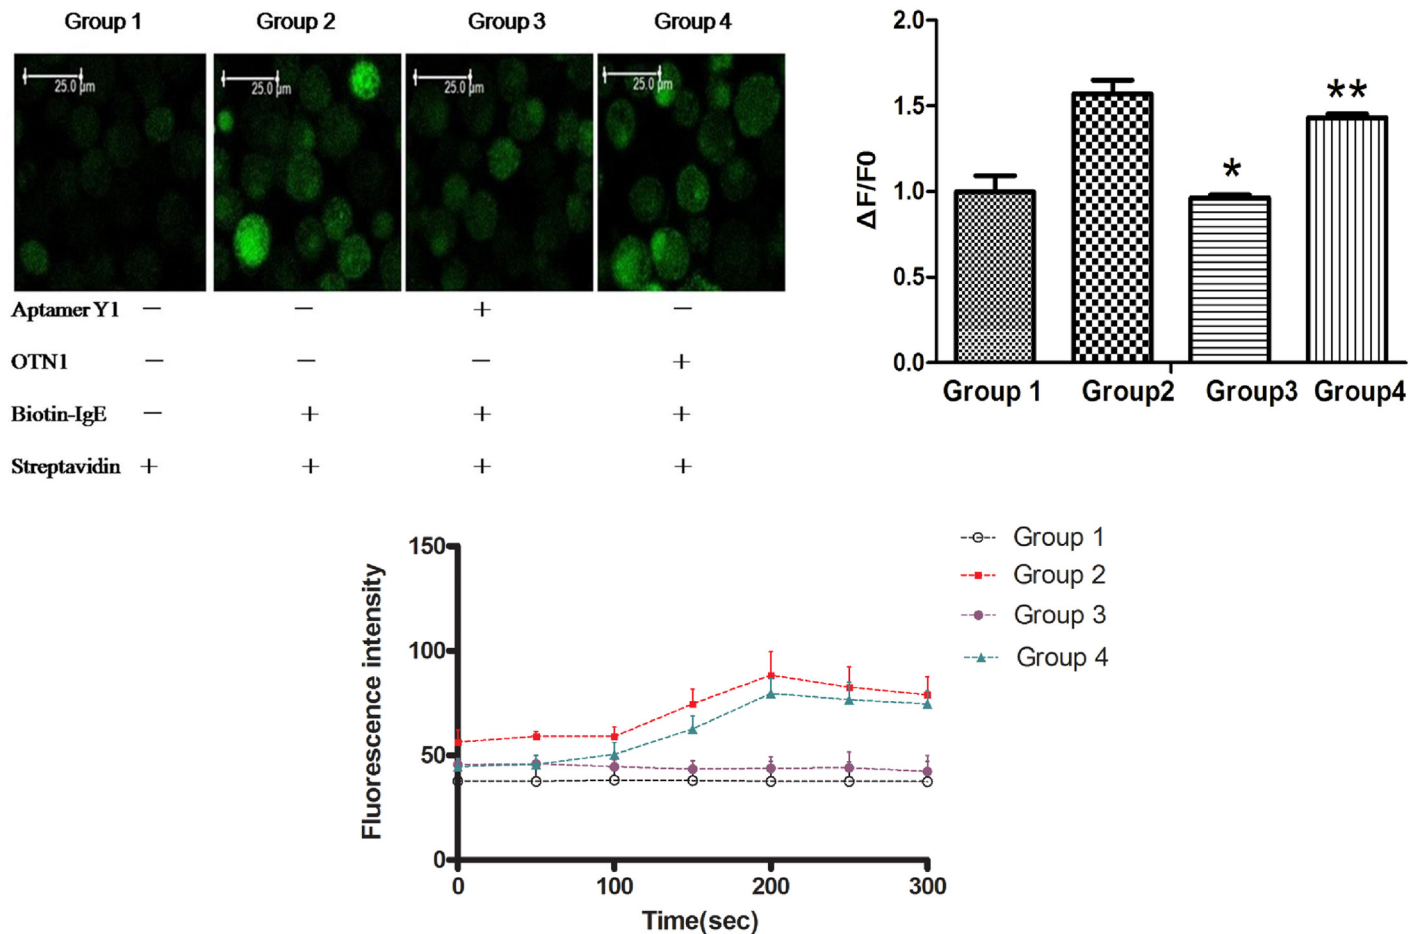 Group 1 Group 2 Group 3 Group 4
25.0 µm 25.0 µm 25.0 µm 25.0 µm
Aptamer Y1 — — + —
OTN1 — — — +
Biotin-IgE — + + +
Streptavidin + + + +
ΔF/F0
2.0
1.5
1.0
0.5
0.0
* **
Group 1 Group2 Group3 Group4
Fluorescence intensity
150
100
50
0
0 100 200 300
Time(sec)
Group 1
Group 2
Group 3
Group 4